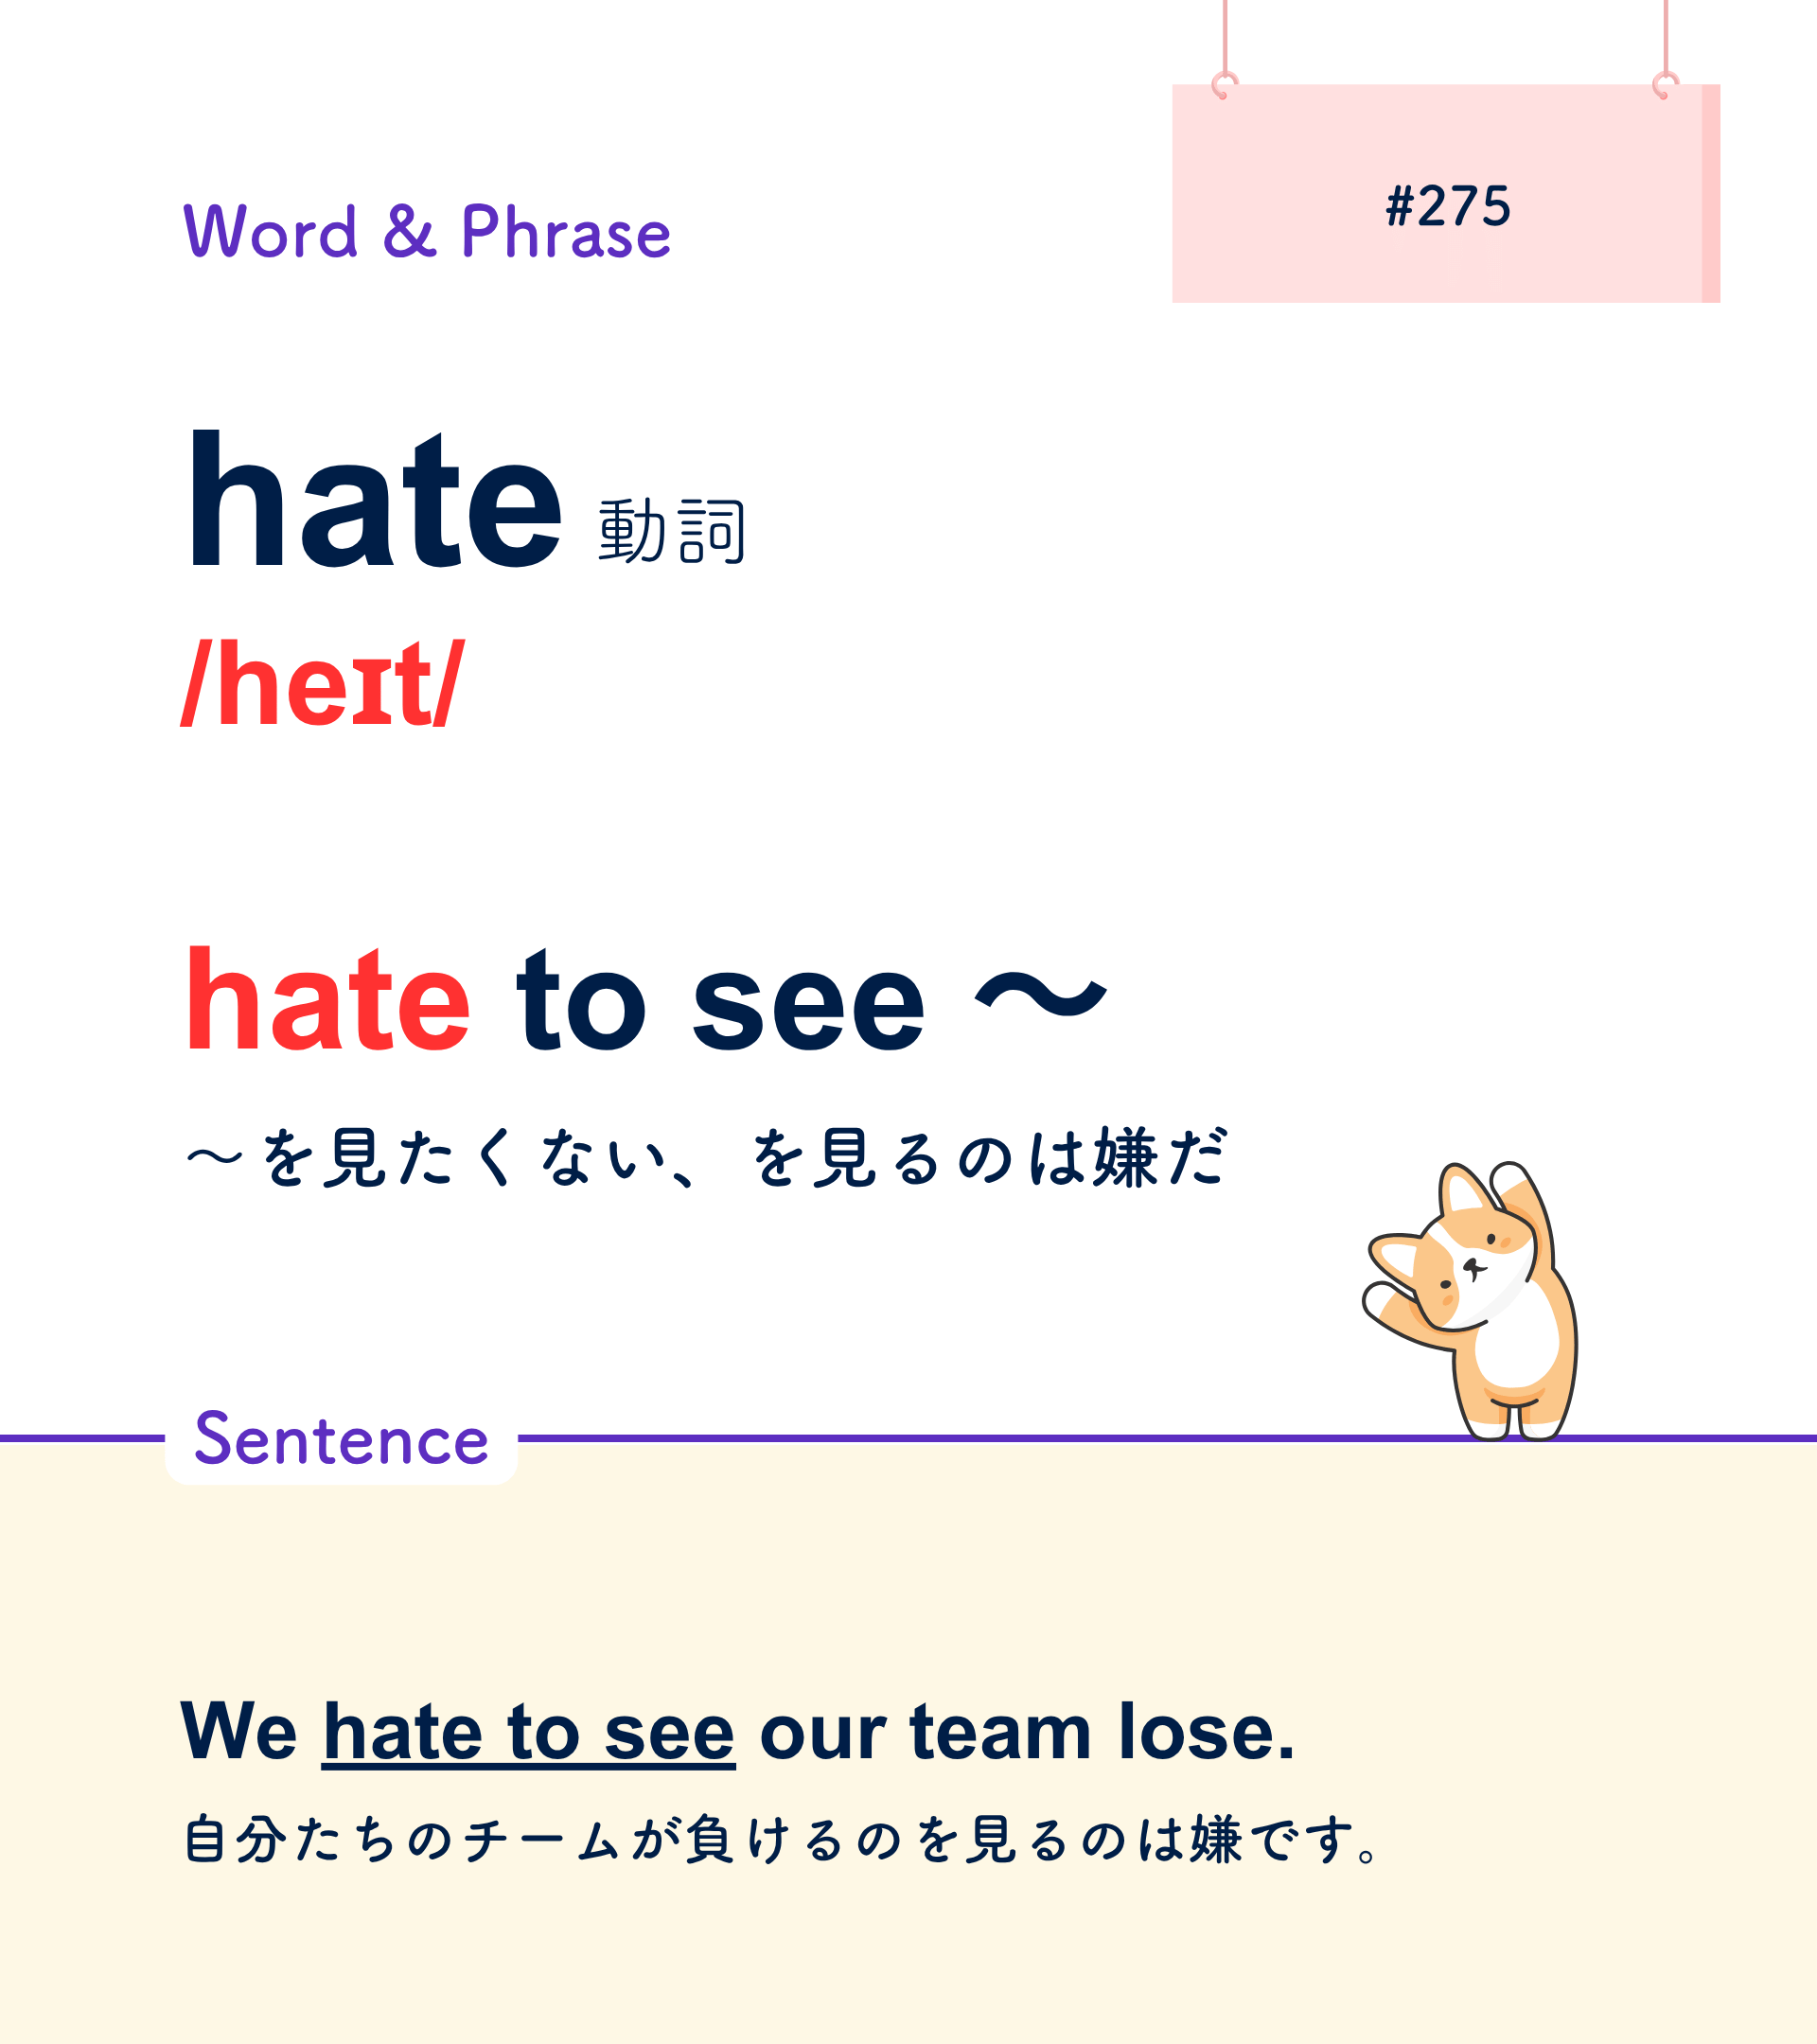 #275
Word & Phrase
hate 動詞
/heɪt/
hate to see ～
～ を見たくない、 を見るのは嫌だ
Sentence
We hate to see our team lose.
自分たちのチームが負けるのを見るのは嫌です。